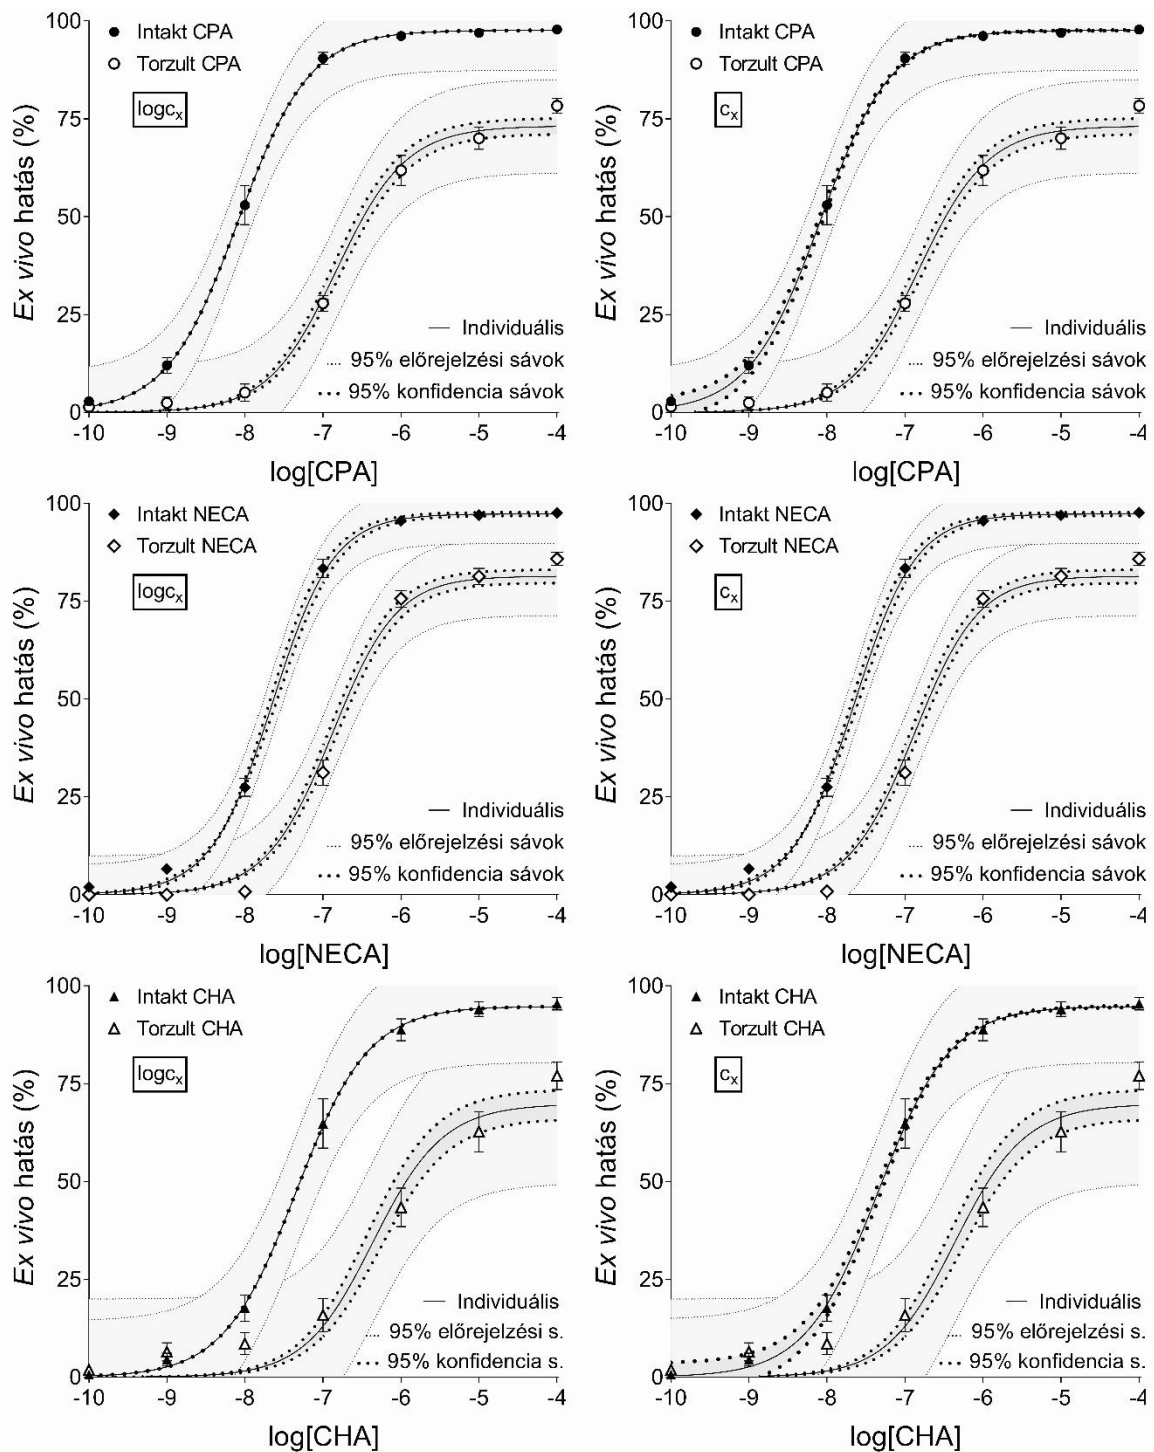 100
75
50
25
0
Ex vivo hatás (%)
● Intakt CPA
○ Torzult CPA
logcx
— Individuális
95% előrejelzési sávok
95% konfidencia sávok
-10 -9 -8 -7 -6 -5 -4
log[CPA]
100
75
50
25
0
Ex vivo hatás (%)
● Intakt CPA
○ Torzult CPA
cx
— Individuális
95% előrejelzési sávok
95% konfidencia sávok
-10 -9 -8 -7 -6 -5 -4
log[CPA]
100
75
50
25
0
Ex vivo hatás (%)
◆ Intakt NECA
◇ Torzult NECA
logcx
— Individuális
95% előrejelzési sávok
95% konfidencia sávok
-10 -9 -8 -7 -6 -5 -4
log[NECA]
100
75
50
25
0
Ex vivo hatás (%)
◆ Intakt NECA
◇ Torzult NECA
cx
— Individuális
95% előrejelzési sávok
95% konfidencia sávok
-10 -9 -8 -7 -6 -5 -4
log[NECA]
100
75
50
25
0
Ex vivo hatás (%)
▲ Intakt CHA
△ Torzult CHA
logcx
— Individuális
95% előrejelzési s.
95% konfidencia s.
-10 -9 -8 -7 -6 -5 -4
log[CHA]
100
75
50
25
0
Ex vivo hatás (%)
▲ Intakt CHA
△ Torzult CHA
cx
— Individuális
95% előrejelzési s.
95% konfidencia s.
-10 -9 -8 -7 -6 -5 -4
log[CHA]